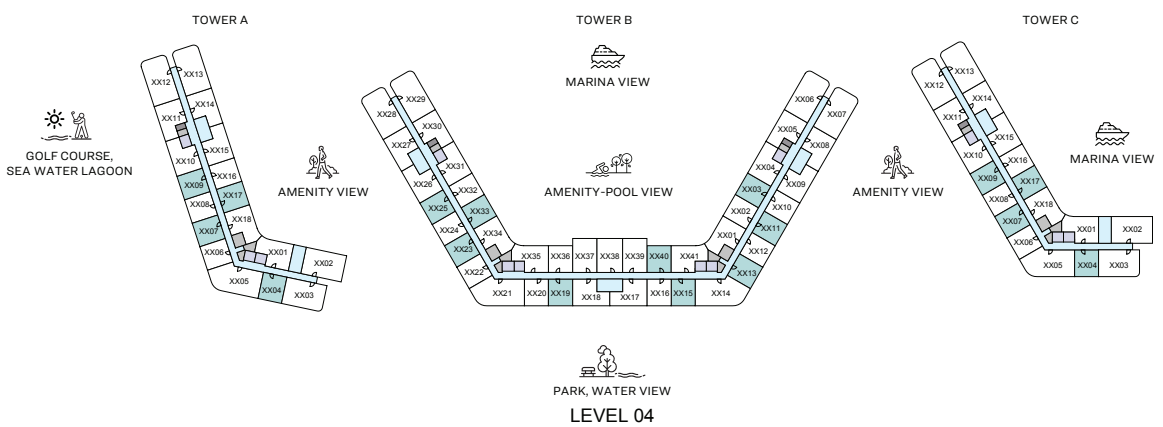 TOWER A
TOWER B
TOWER C
MARINA VIEW
GOLF COURSE,
SEA WATER LAGOON
AMENITY VIEW
AMENITY-POOL VIEW
AMENITY VIEW
MARINA VIEW
XX12
XX13
XX11
XX14
XX10
XX15
XX09
XX16
XX08
XX17
XX07
XX18
XX06
XX01
XX02
XX05
XX04
XX03
XX28
XX29
XX27
XX30
XX26
XX31
XX25
XX32
XX24
XX33
XX23
XX34
XX22
XX35
XX36
XX37
XX38
XX39
XX40
XX41
XX21
XX20
XX19
XX18
XX17
XX16
XX15
XX14
XX06
XX07
XX05
XX08
XX04
XX09
XX03
XX10
XX02
XX11
XX01
XX12
XX13
XX12
XX13
XX11
XX14
XX10
XX15
XX09
XX16
XX08
XX17
XX07
XX18
XX06
XX01
XX02
XX05
XX04
XX03
PARK, WATER VIEW
LEVEL 04